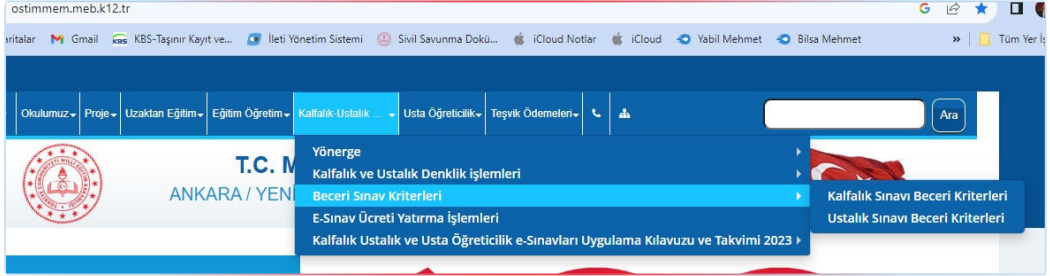 ostimmem.meb.k12.tr
aritalar Gmail KBS KBS-Taşınır Kayıt ve... İleti Yönetim Sistemi Sivil Savunma Dokü... iCloud Notlar iCloud Yabil Mehmet Bilsa Mehmet » Tüm Yer İş
Okulumuz Proje Uzaktan Eğitim Eğitim Öğretim Kalfalık-Ustalık ... Usta Öğreticilik Teşvik Ödemeleri Ara
Yönerge
T.C. M
Kalfalık ve Ustalık Denklik işlemleri
ANKARA / YENİ
Beceri Sınav Kriterleri
Kalfalık Sınavı Beceri Kriterleri
E-Sınav Ücreti Yatırma İşlemleri
Ustalık Sınavı Beceri Kriterleri
Kalfalık Ustalık ve Usta Öğreticilik e-Sınavları Uygulama Kılavuzu ve Takvimi 2023